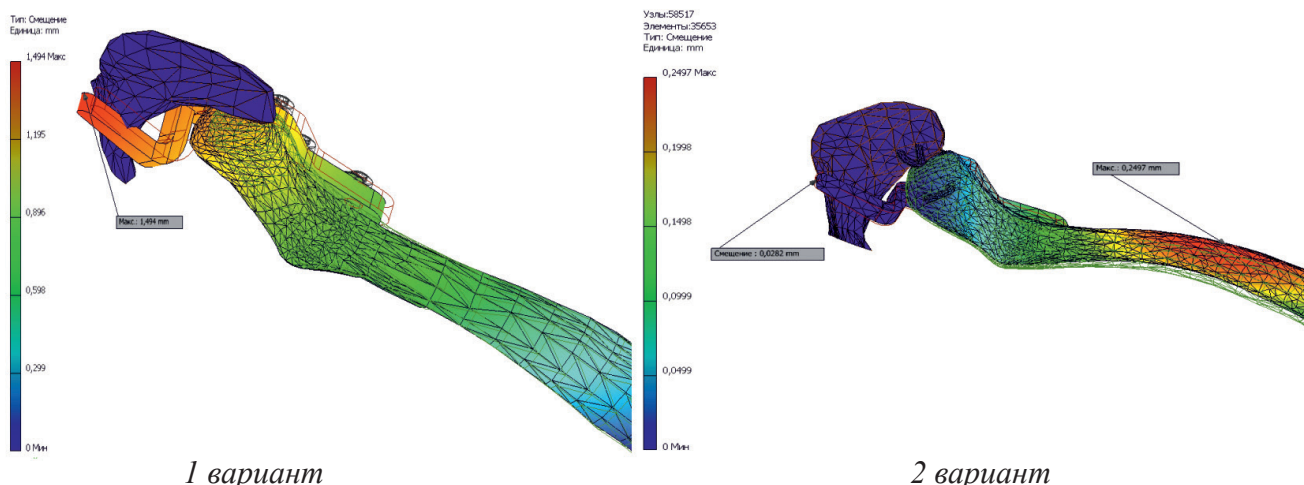 Тип: Смещение
Единица: mm
1,494 Макс
1,195
0,896
0,598
0,299
0 Мин
Макс.: 1,494 mm
1 вариант
Узлы:58517
Элементы:35653
Тип: Смещение
Единица: mm
0,2497 Макс
0,1998
0,1498
0,0999
0,0499
0 Мин
Смещение : 0,0282 mm
Макс.: 0,2497 mm
2 вариант